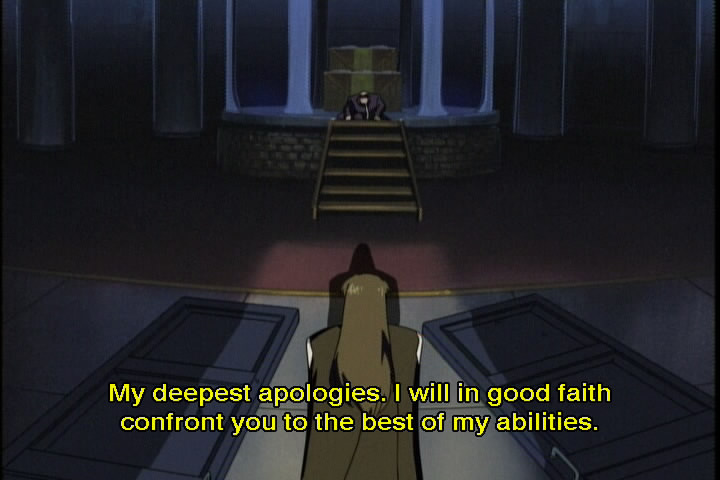 My deepest apologies. I will in good faith
confront you to the best of my abilities.